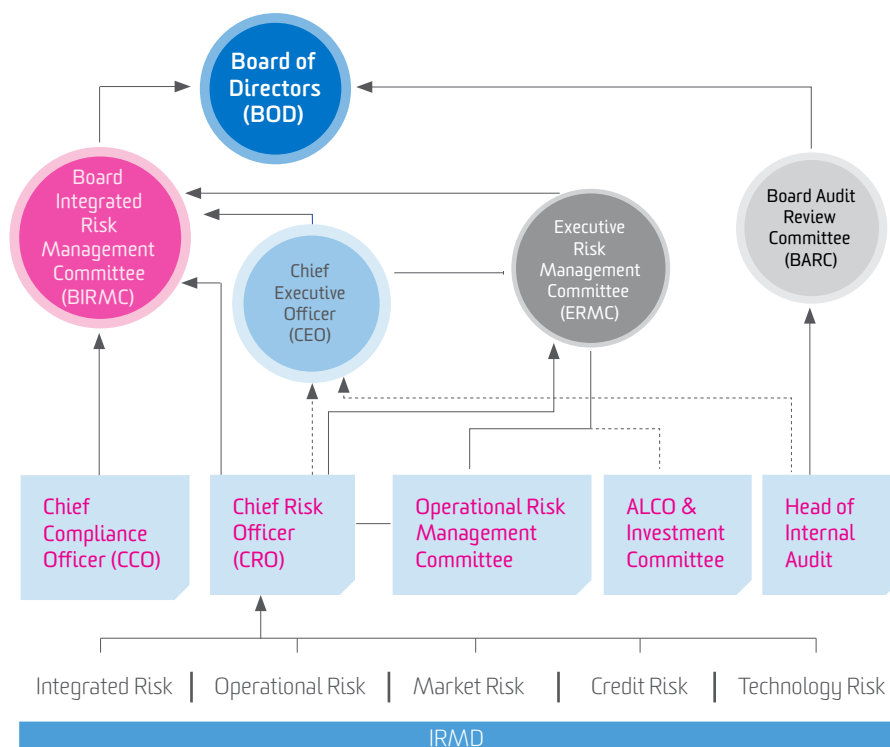 Board of
Directors
(BOD)
Board
Integrated
Risk
Management
Committee
(BIRMC)
Chief
Executive
Officer
(CEO)
Executive
Risk
Management
Committee
(ERMC)
Board Audit
Review
Committee
(BARC)
Chief
Compliance
Officer (CCO)
Chief Risk
Officer
(CRO)
Operational Risk
Management
Committee
ALCO &
Investment
Committee
Head of
Internal
Audit
Integrated Risk | Operational Risk | Market Risk | Credit Risk | Technology Risk
IRMD